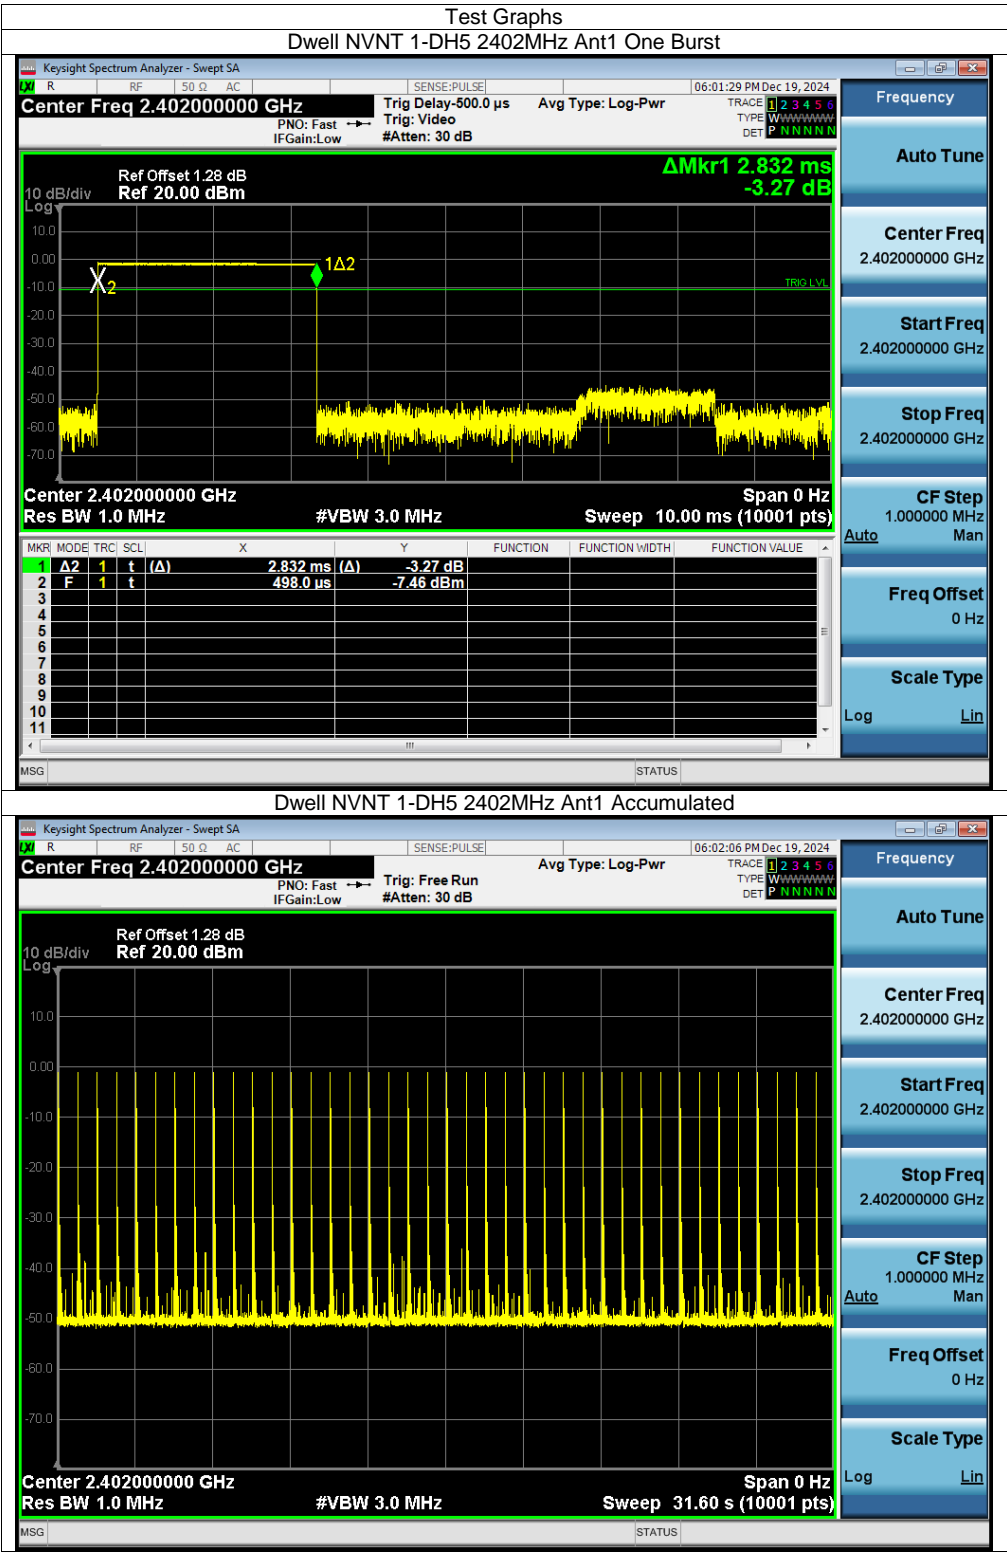 Test Graphs
Dwell NVNT 1-DH5 2402MHz Ant1 One Burst
Keysight Spectrum Analyzer - Swept SA
LXI R RF 50 Ω AC SENSE:PULSE 06:01:29 PM Dec 19, 2024
Center Freq 2.402000000 GHz
PNO: Fast
IFGain:Low
Trig Delay-500.0 µs
Trig: Video
#Atten: 30 dB
Avg Type: Log-Pwr
TRACE 1 2 3 4 5 6
TYPE WWWWWW
DET P N N N N N
Frequency
Auto Tune
Center Freq
2.402000000 GHz
Start Freq
2.402000000 GHz
Stop Freq
2.402000000 GHz
CF Step
1.000000 MHz
Auto Man
Freq Offset
0 Hz
Scale Type
Log Lin
ΔMkr1 2.832 ms
-3.27 dB
Ref Offset 1.28 dB
10 dB/div Ref 20.00 dBm
Log
10.0
0.00
-10.0
-20.0
-30.0
-40.0
-50.0
-60.0
-70.0
X2
1Δ2
TRIG LVL
Center 2.402000000 GHz Span 0 Hz
Res BW 1.0 MHz #VBW 3.0 MHz Sweep 10.00 ms (10001 pts)
MKR MODE TRC SCL X Y FUNCTION FUNCTION WIDTH FUNCTION VALUE
1 Δ2 1 t (Δ) 2.832 ms (Δ) -3.27 dB
2 F 1 t 498.0 µs -7.46 dBm
3
4
5
6
7
8
9
10
11
MSG STATUS
Dwell NVNT 1-DH5 2402MHz Ant1 Accumulated
Keysight Spectrum Analyzer - Swept SA
LXI R RF 50 Ω AC SENSE:PULSE 06:02:06 PM Dec 19, 2024
Center Freq 2.402000000 GHz
PNO: Fast
IFGain:Low
Trig: Free Run
#Atten: 30 dB
Avg Type: Log-Pwr
TRACE 1 2 3 4 5 6
TYPE WWWWWW
DET P N N N N N
Frequency
Auto Tune
Center Freq
2.402000000 GHz
Start Freq
2.402000000 GHz
Stop Freq
2.402000000 GHz
CF Step
1.000000 MHz
Auto Man
Freq Offset
0 Hz
Scale Type
Log Lin
Ref Offset 1.28 dB
10 dB/div Ref 20.00 dBm
Log
10.0
0.00
-10.0
-20.0
-30.0
-40.0
-50.0
-60.0
-70.0
Center 2.402000000 GHz Span 0 Hz
Res BW 1.0 MHz #VBW 3.0 MHz Sweep 31.60 s (10001 pts)
MSG STATUS